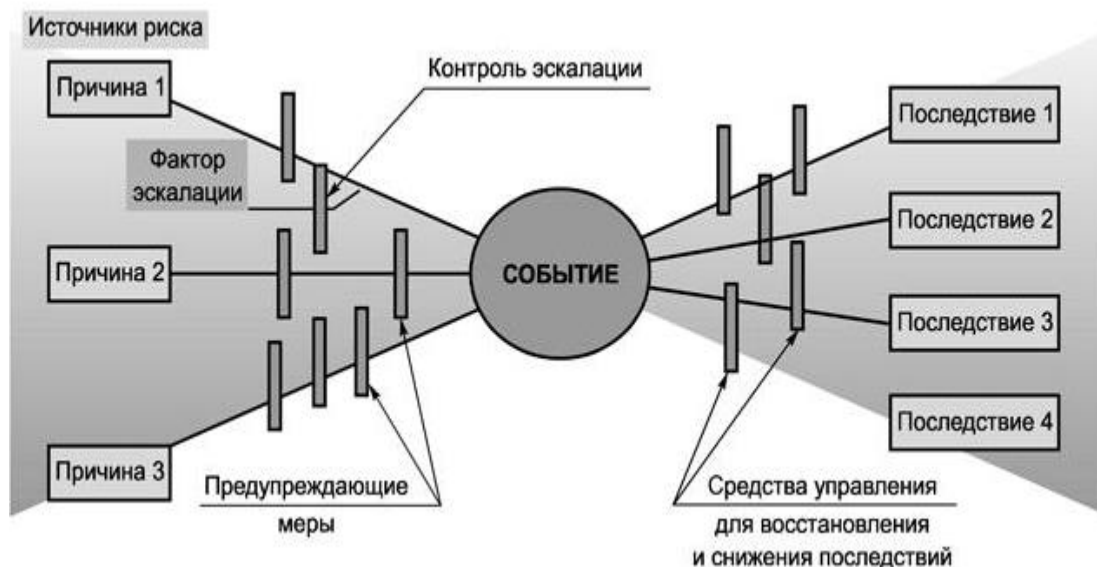 Источники риска
Причина 1
Контроль эскалации
Последствие 1
Фактор
эскалации
Последствие 2
Причина 2
СОБЫТИЕ
Последствие 3
Последствие 4
Причина 3
Предупреждающие
меры
Средства управления
для восстановления
и снижения последствий